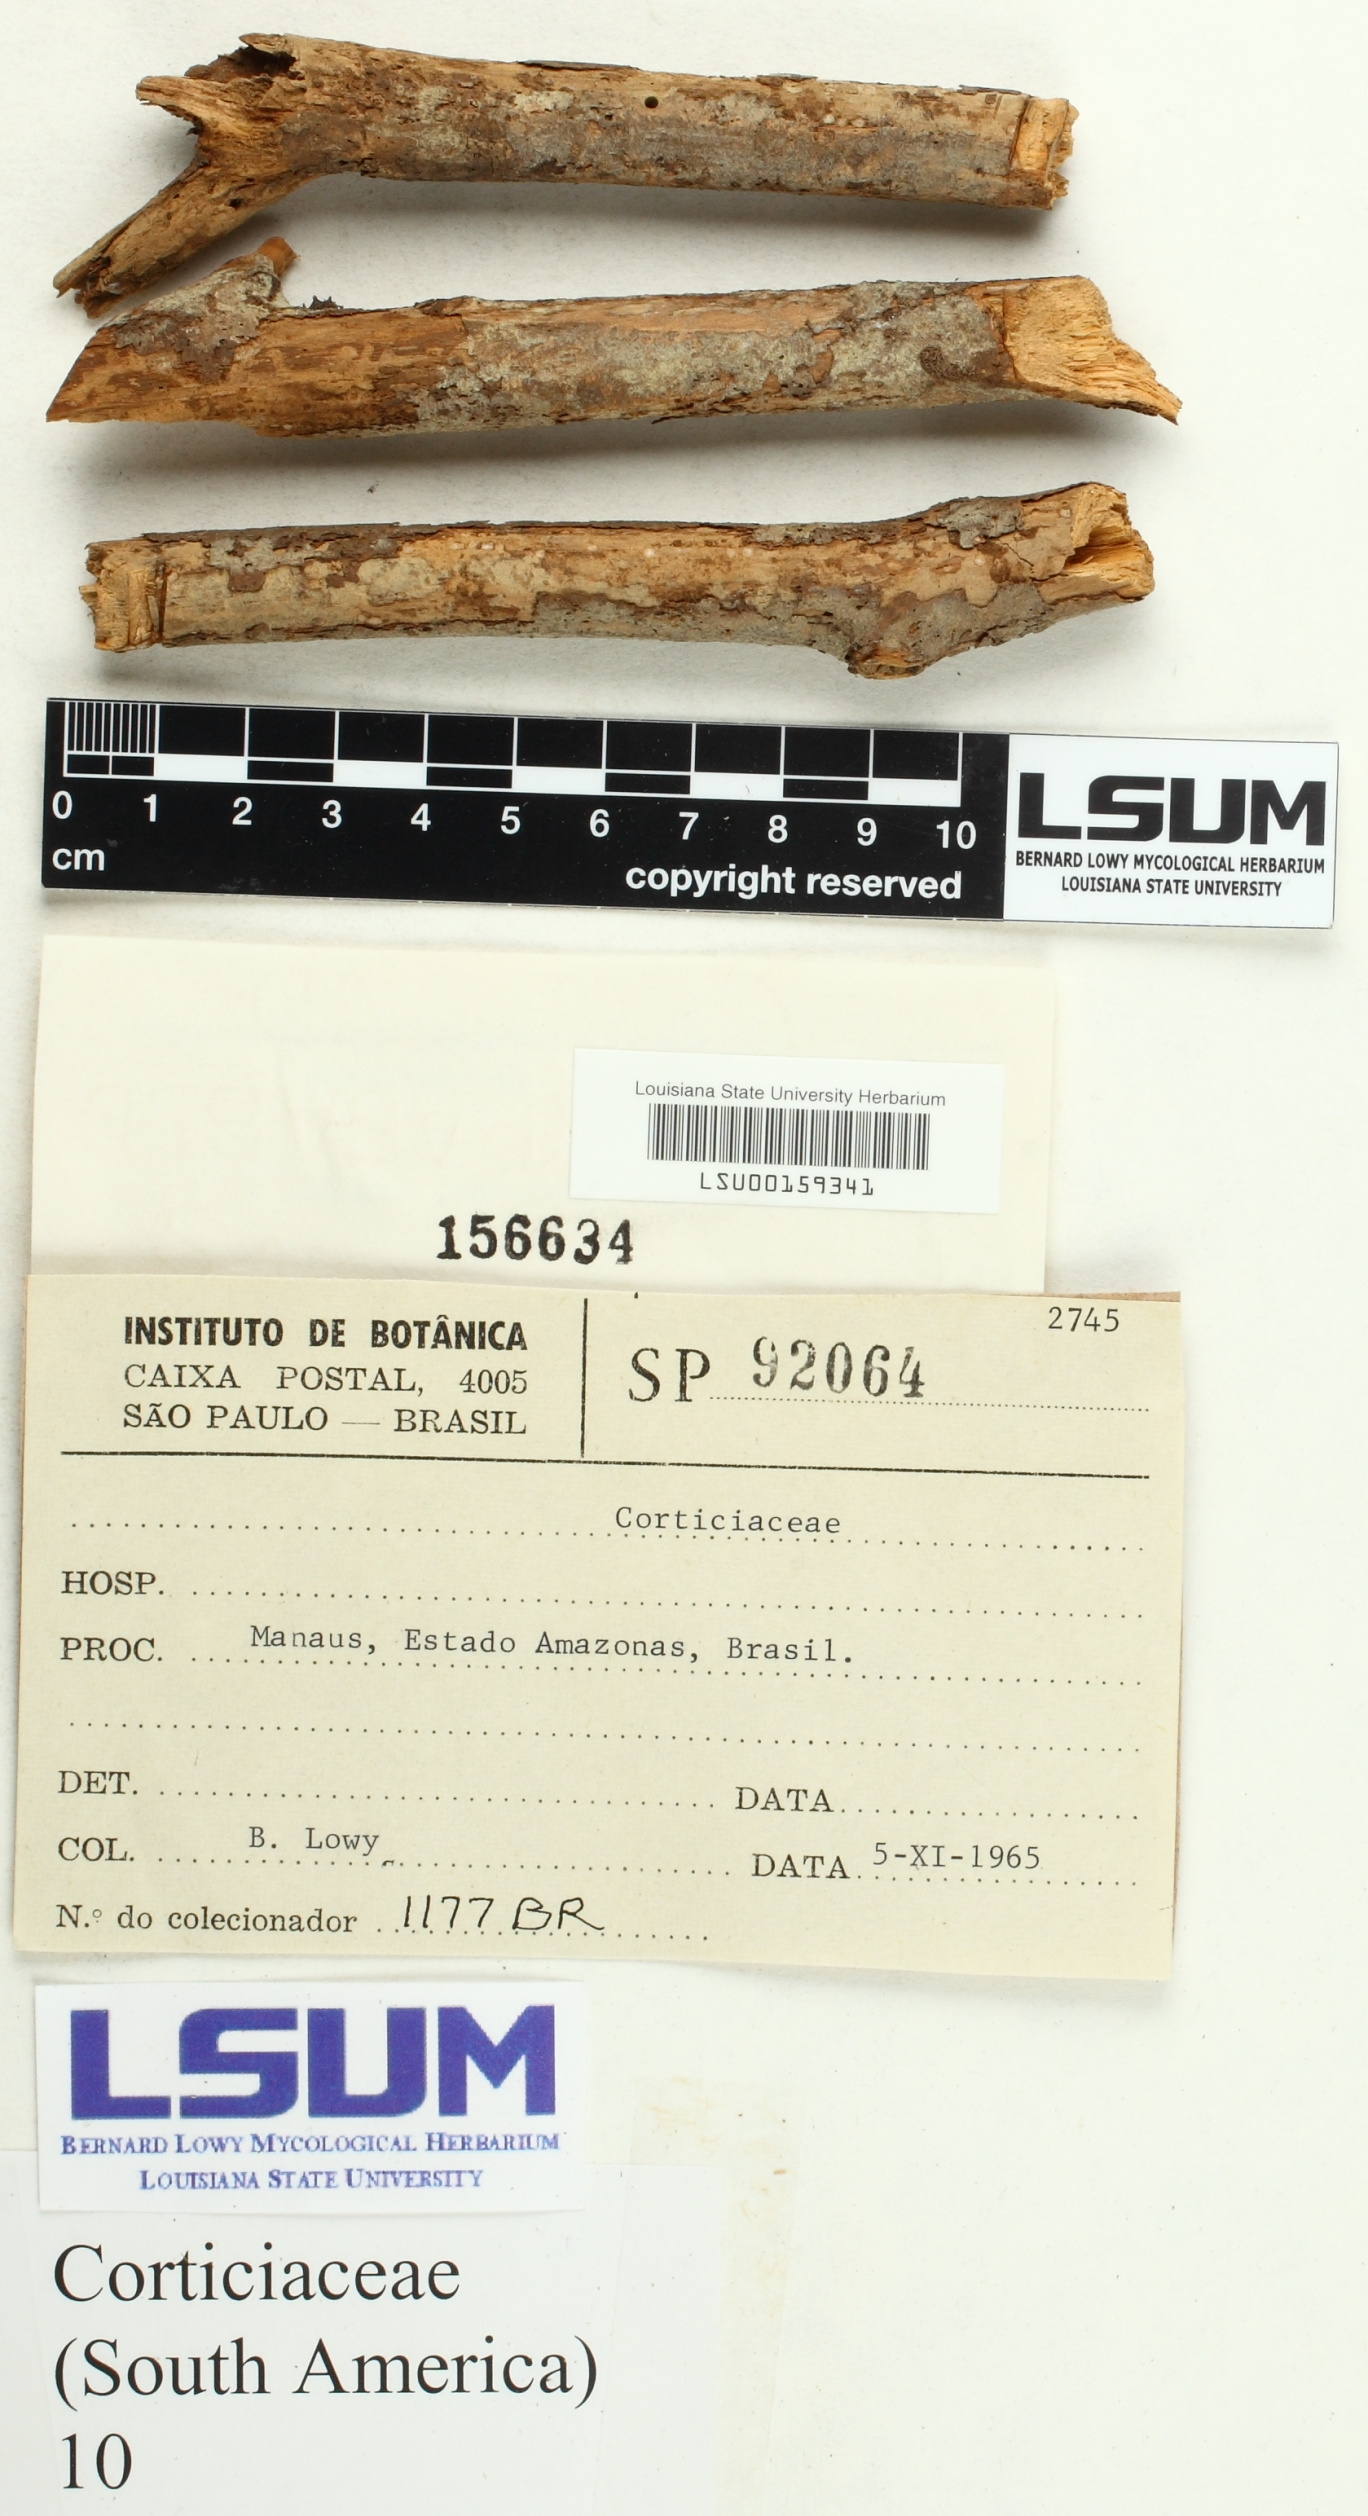 0 1 2 3 4 5 6 7 8 9 10
cm
copyright reserved
LSUM
BERNARD LOWY MYCOLOGICAL HERBARIUM
LOUISIANA STATE UNIVERSITY
Louisiana State University Herbarium
LSU00159341
156634
2745
INSTITUTO DE BOTÂNICA
CAIXA POSTAL, 4005
SÃO PAULO — BRASIL
SP 92064
Corticiaceae
HOSP.
PROC. Manaus, Estado Amazonas, Brasil.
DET. DATA
COL. B. Lowy DATA 5-XI-1965
N.º do colecionador 1177 BR
LSUM
BERNARD LOWY MYCOLOGICAL HERBARIUM
LOUISIANA STATE UNIVERSITY
Corticiaceae
(South America)
10